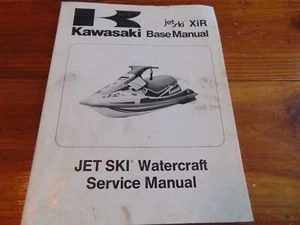 Kawasaki
jet ski XiR
Base Manual
JET SKI® Watercraft
Service Manual